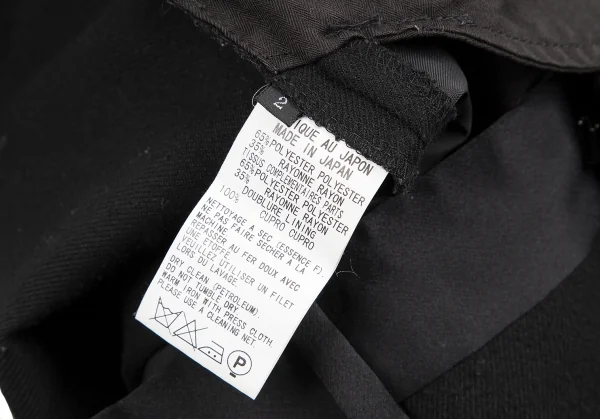 2
IQUE AU JAPON
MADE IN JAPAN
65% POLYESTER POLYESTER
35% RAYONNE RAYON
TISSUS COMPLEMENTAIRES PARTS
65% POLYESTER POLYESTER
35% RAYONNE RAYON
DOUBLURE LINING
100% CUPRO CUPRO
NETTOYAGE A SEC (ESSENCE F).
NE PAS FAIRE SECHER A LA
MACHINE.
REPASSER AU FER DOUX AVEC
UNE ETOFFE.
VEUILLEZ UTILISER UN FILET
LORS DU LAVAGE.
DRY CLEAN (PETROLEUM).
DO NOT TUMBLE DRY.
WARM IRON WITH PRESS CLOTH.
PLEASE USE A CLEANING NET.
P